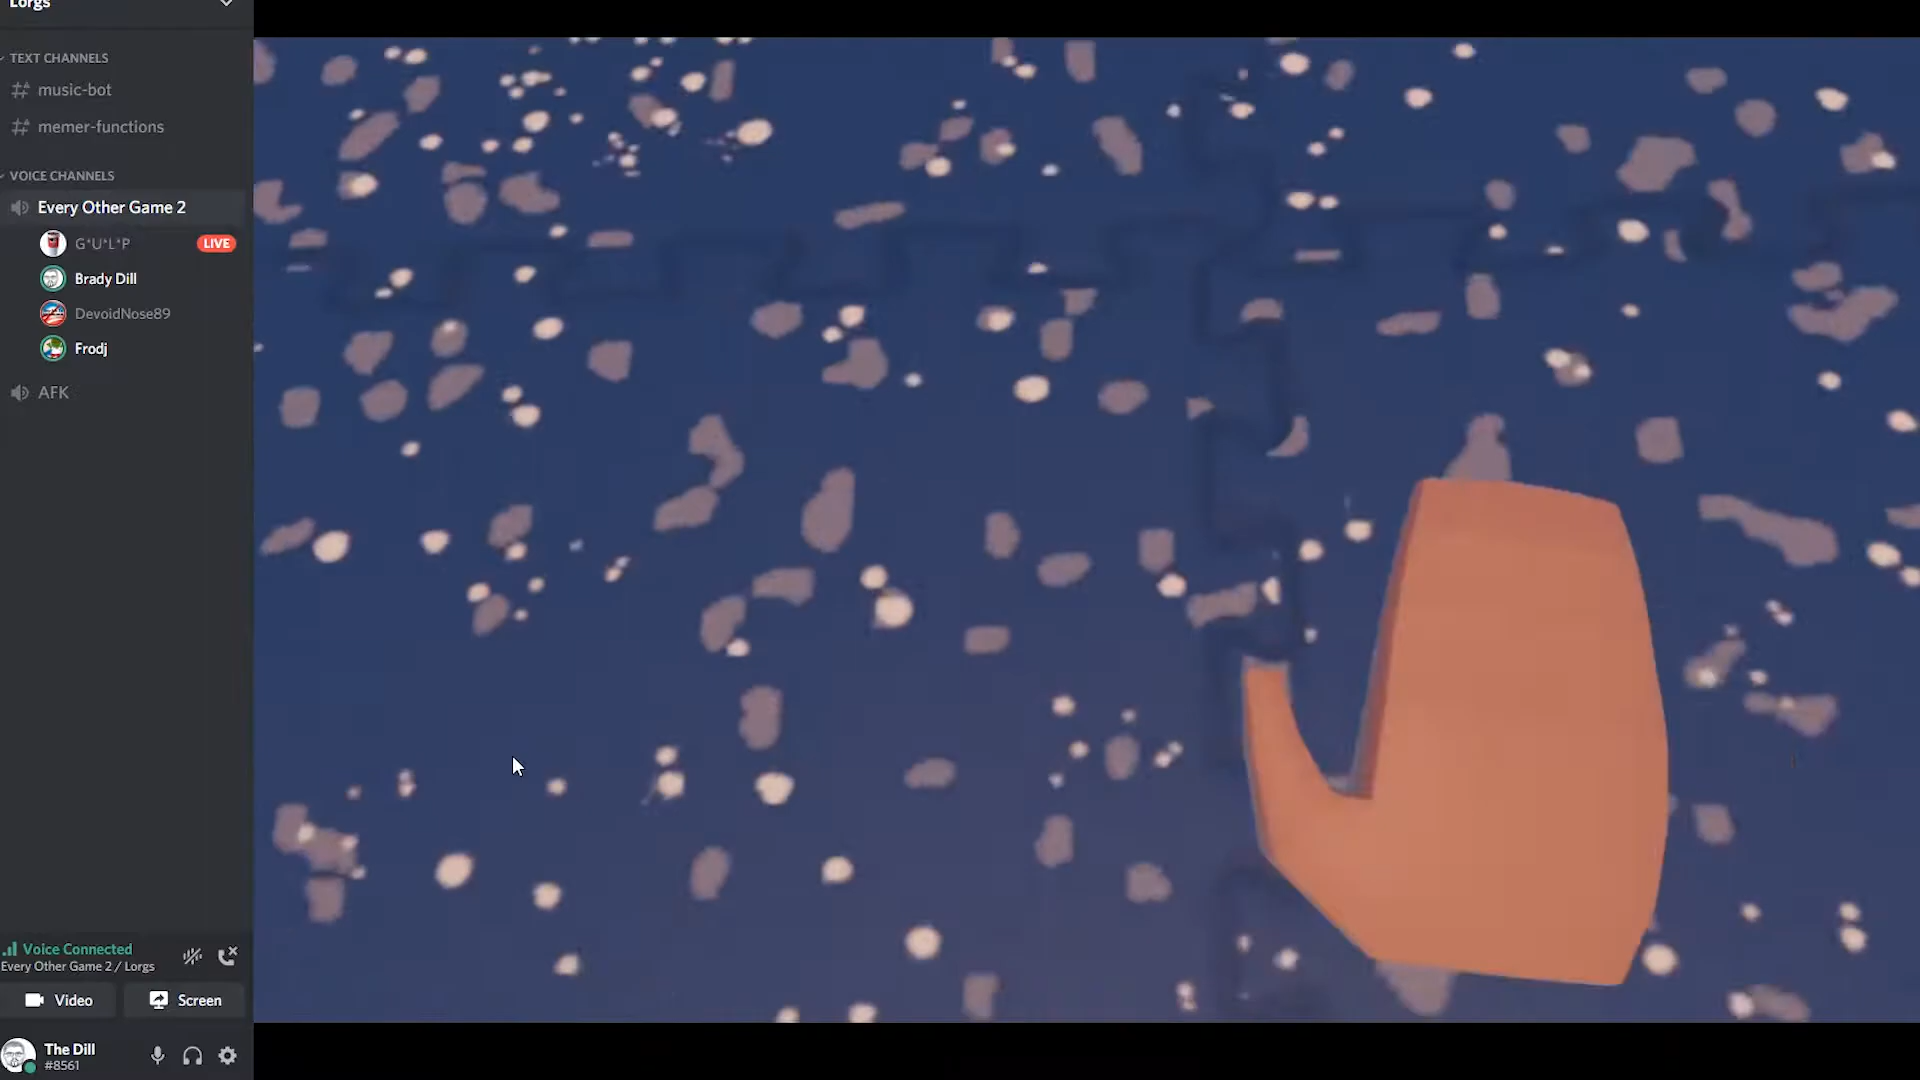 Lorgs
TEXT CHANNELS
music-bot
memer-functions
VOICE CHANNELS
Every Other Game 2
G*U*L*P LIVE
Brady Dill
DevoidNose89
Frodj
AFK
Voice Connected
Every Other Game 2 / Lorgs
Video Screen
The Dill
#8561